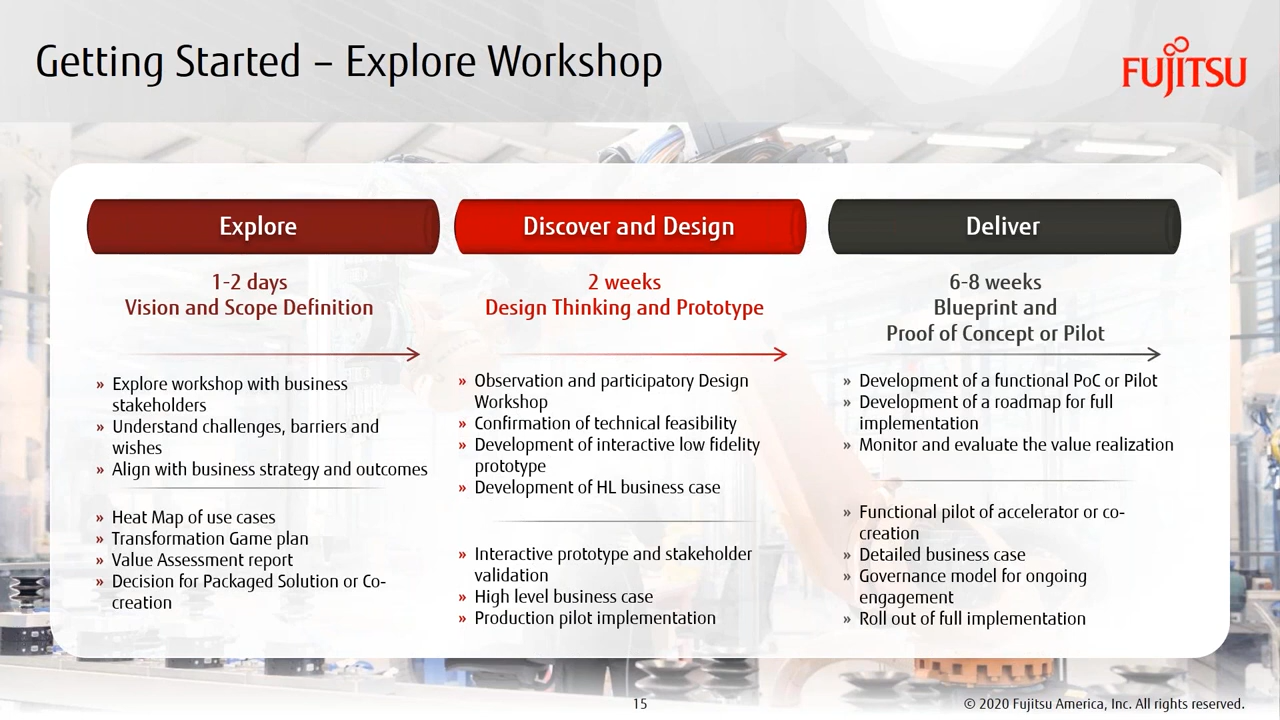 Getting Started – Explore Workshop
FUJITSU
Explore
1-2 days
Vision and Scope Definition
» Explore workshop with business
stakeholders
» Understand challenges, barriers and
wishes
» Align with business strategy and outcomes
» Heat Map of use cases
» Transformation Game plan
» Value Assessment report
» Decision for Packaged Solution or Co-
creation
Discover and Design
2 weeks
Design Thinking and Prototype
» Observation and participatory Design
Workshop
» Confirmation of technical feasibility
» Development of interactive low fidelity
prototype
» Development of HL business case
» Interactive prototype and stakeholder
validation
» High level business case
» Production pilot implementation
Deliver
6-8 weeks
Blueprint and
Proof of Concept or Pilot
» Development of a functional PoC or Pilot
» Development of a roadmap for full
implementation
» Monitor and evaluate the value realization
» Functional pilot of accelerator or co-
creation
» Detailed business case
» Governance model for ongoing
engagement
» Roll out of full implementation
15
© 2020 Fujitsu America, Inc. All rights reserved.